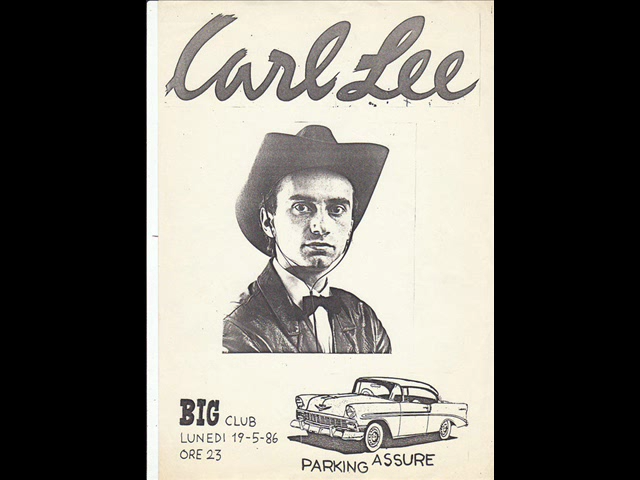 Carl Lee
BIG CLUB
LUNEDI 19-5-86
ORE 23
PARKING ASSURE